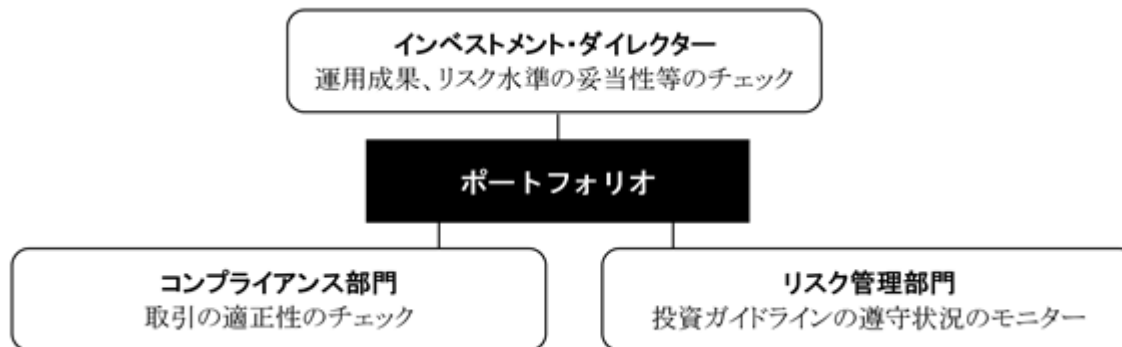 インベストメント・ダイレクター
運用成果、リスク水準の妥当性等のチェック
ポートフォリオ
コンプライアンス部門
取引の適正性のチェック
リスク管理部門
投資ガイドラインの遵守状況のモニター